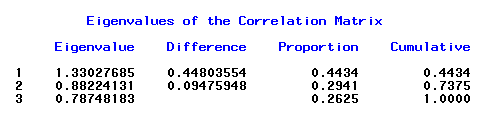 Eigenvalues of the Correlation Matrix
Eigenvalue Difference Proportion Cumulative
1 1.33027685 0.44803554 0.4434 0.4434
2 0.88224131 0.09475948 0.2941 0.7375
3 0.78748183 0.2625 1.0000